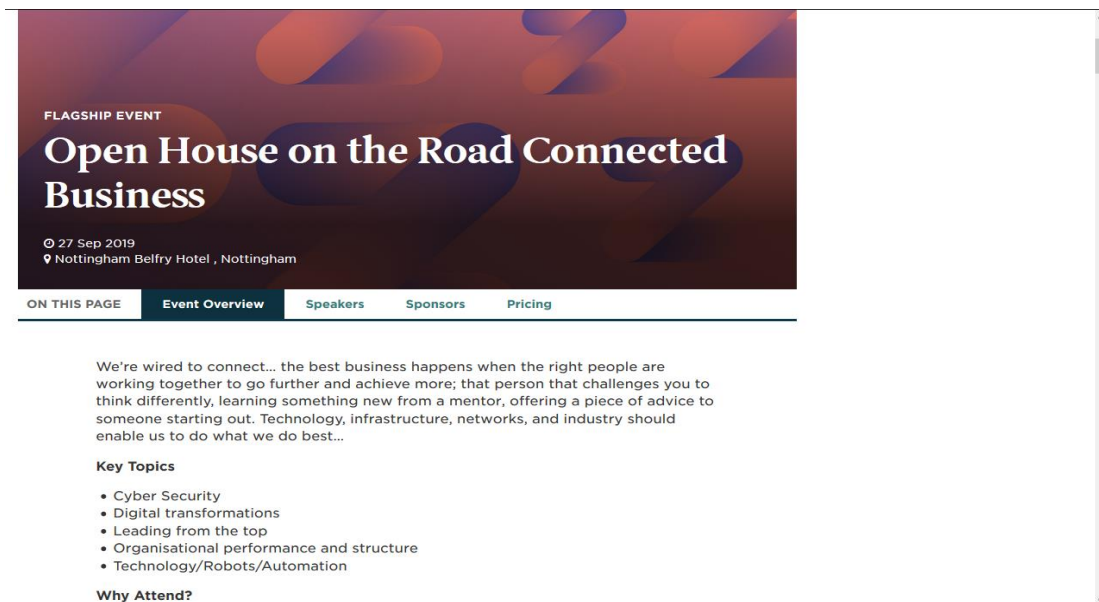 FLAGSHIP EVENT
Open House on the Road Connected
Business
27 Sep 2019
Nottingham Belfry Hotel , Nottingham
ON THIS PAGE Event Overview Speakers Sponsors Pricing
We're wired to connect... the best business happens when the right people are
working together to go further and achieve more; that person that challenges you to
think differently, learning something new from a mentor, offering a piece of advice to
someone starting out. Technology, infrastructure, networks, and industry should
enable us to do what we do best...
Key Topics
• Cyber Security
• Digital transformations
• Leading from the top
• Organisational performance and structure
• Technology/Robots/Automation
Why Attend?